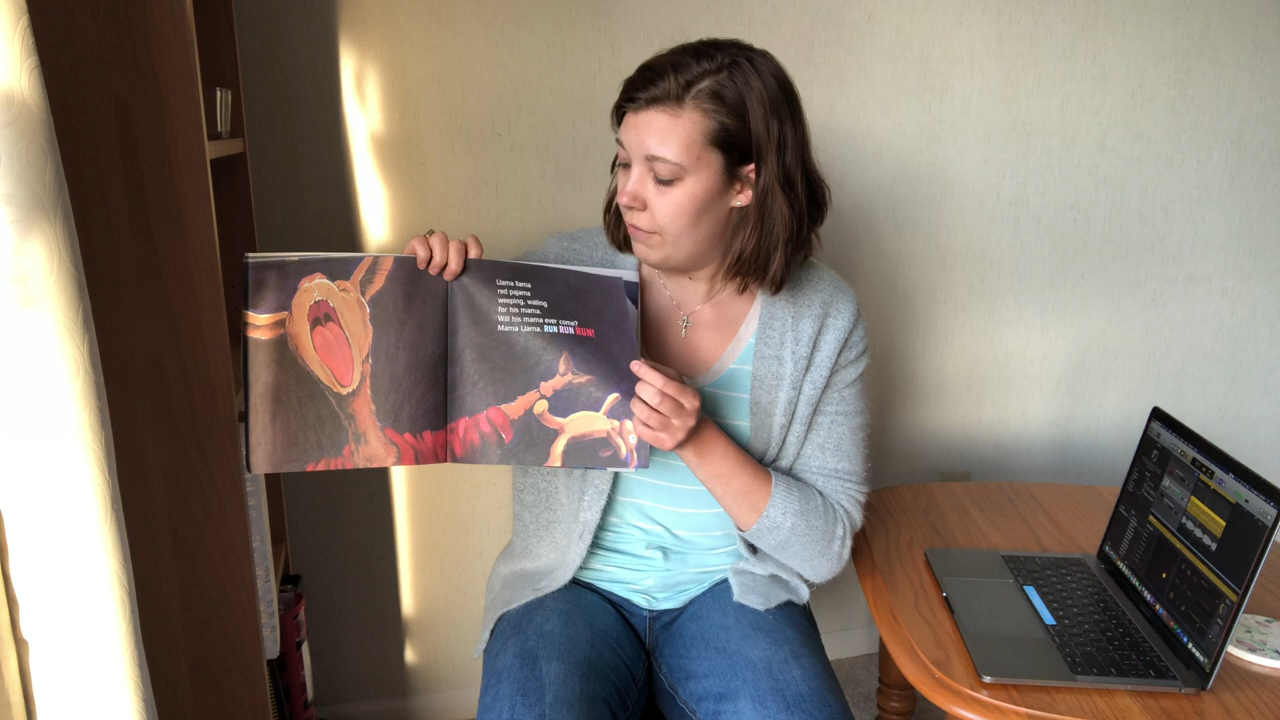 Llama llama
red pajama
weeping, wailing
for his mama.
Will his mama ever come?
Mama Llama, RUN RUN RUN!